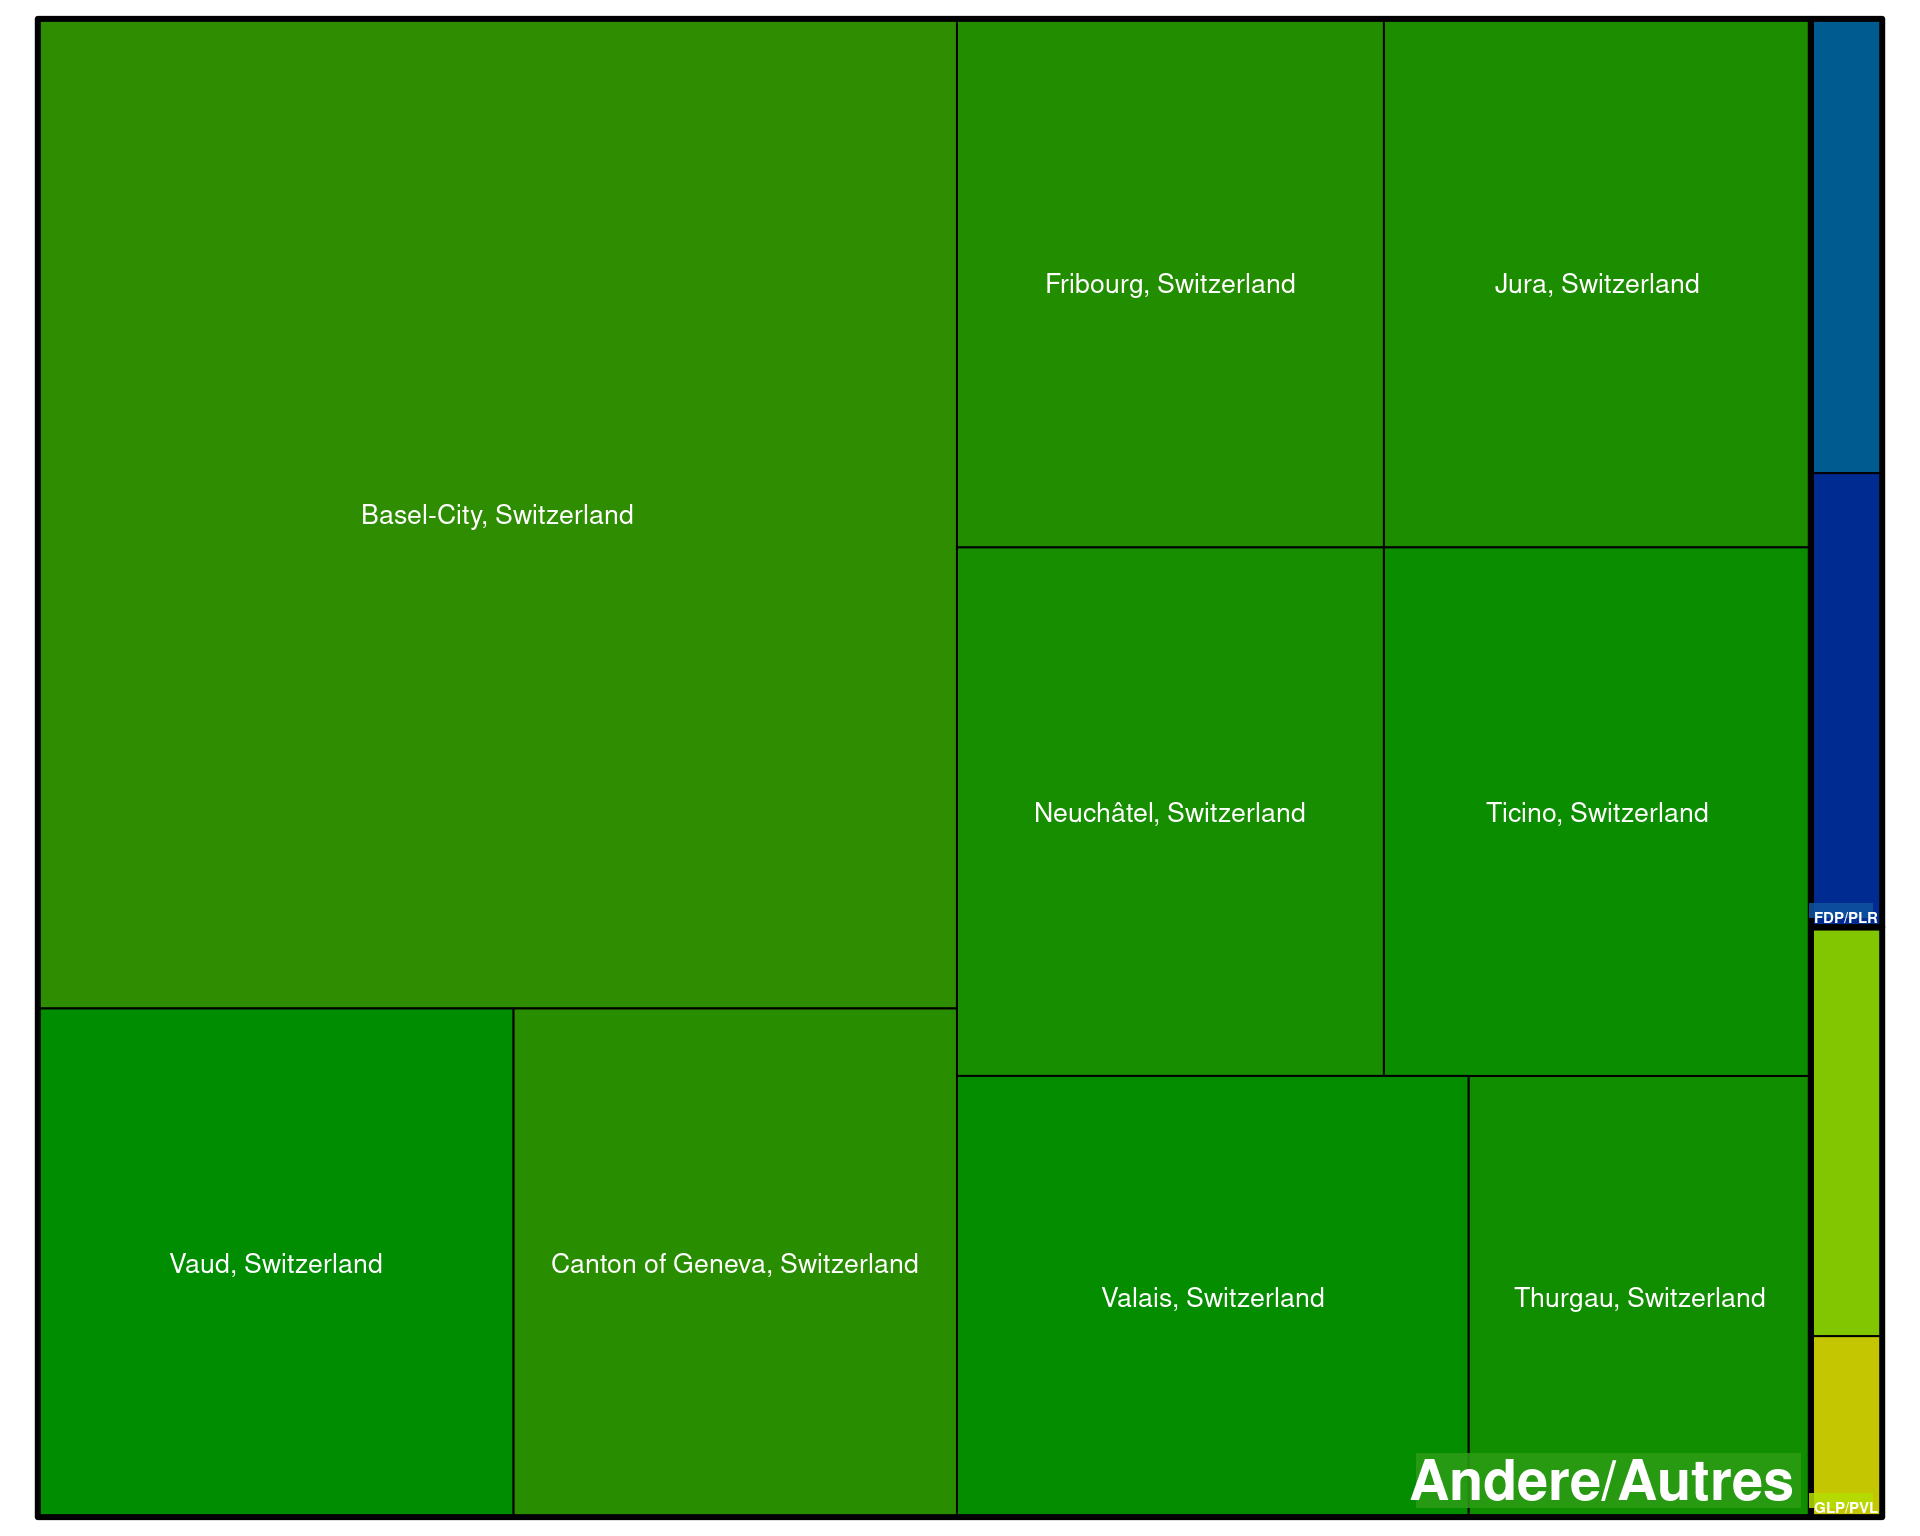 Fribourg, Switzerland
Jura, Switzerland
Basel-City, Switzerland
Neuchâtel, Switzerland
Ticino, Switzerland
FDP/PLR
Vaud, Switzerland
Canton of Geneva, Switzerland
Valais, Switzerland
Thurgau, Switzerland
Andere/Autres
GLP/PVL